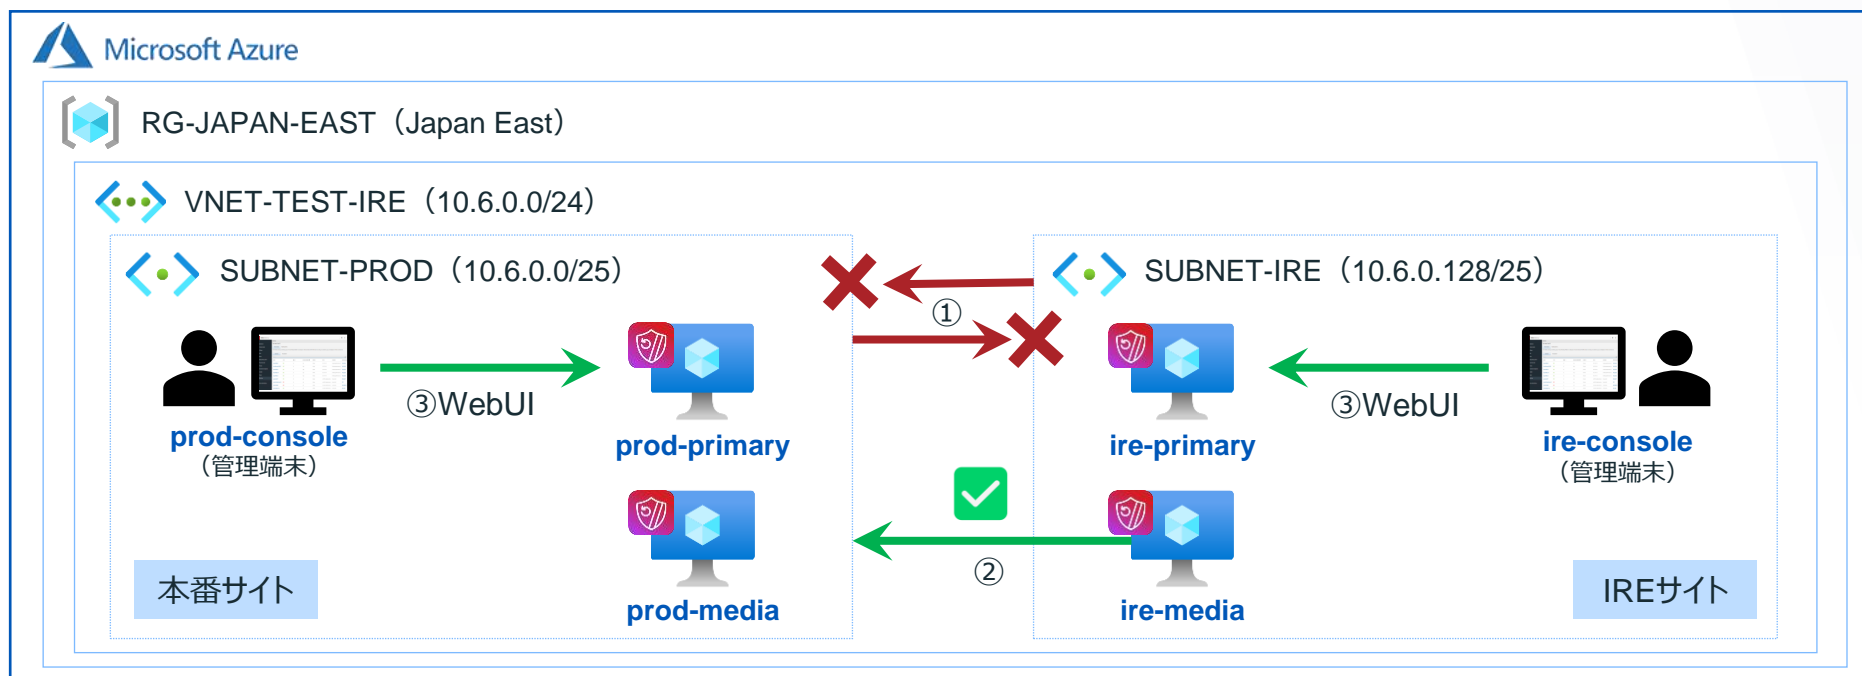 Microsoft Azure
RG-JAPAN-EAST（Japan East）
VNET-TEST-IRE（10.6.0.0/24）
SUBNET-PROD（10.6.0.0/25）
SUBNET-IRE（10.6.0.128/25）
①
③WebUI
③WebUI
prod-console
（管理端末）
prod-primary
ire-primary
ire-console
（管理端末）
②
本番サイト
prod-media
ire-media
IREサイト